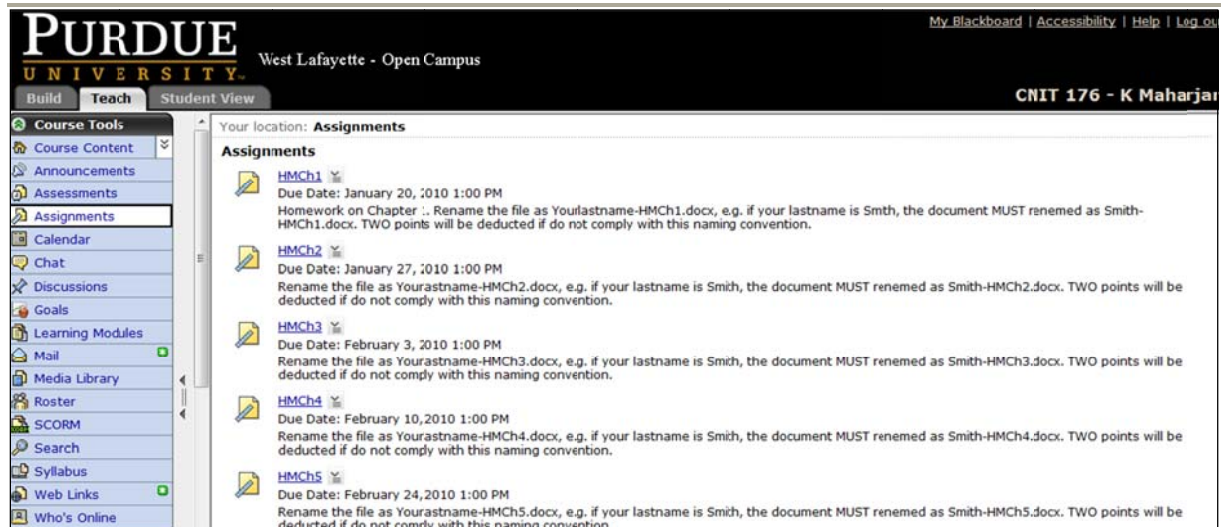 My Blackboard | Accessibility | Help | Log ou
PURDUE
UNIVERSITY
West Lafayette - Open Campus
Build Teach Student View
CNIT 176 - K Maharjan
Course Tools
Course Content
Announcements
Assessments
Assignments
Calendar
Chat
Discussions
Goals
Learning Modules
Mail
Media Library
Roster
SCORM
Search
Syllabus
Web Links
Who's Online
Your location: Assignments
Assignments
HMCh1
Due Date: January 20, 2010 1:00 PM
Homework on Chapter 1. Rename the file as Yourlastname-HMCh1.docx, e.g. if your lastname is Smth, the document MUST renemed as Smith-
HMCh1.docx. TWO points will be deducted if do not comply with this naming convention.
HMCh2
Due Date: January 27, 2010 1:00 PM
Rename the file as Yourastname-HMCh2.docx, e.g. if your lastname is Smith, the document MUST renemed as Smith-HMCh2.docx. TWO points will be
deducted if do not comply with this naming convention.
HMCh3
Due Date: February 3, 2010 1:00 PM
Rename the file as Yourastname-HMCh3.docx, e.g. if your lastname is Smith, the document MUST renemed as Smith-HMCh3.docx. TWO points will be
deducted if do not comply with this naming convention.
HMCh4
Due Date: February 10, 2010 1:00 PM
Rename the file as Yourastname-HMCh4.docx, e.g. if your lastname is Smith, the document MUST renemed as Smith-HMCh4.docx. TWO points will be
deducted if do not comply with this naming convention.
HMCh5
Due Date: February 24, 2010 1:00 PM
Rename the file as Yourastname-HMCh5.docx, e.g. if your lastname is Smith, the document MUST renemed as Smith-HMCh5.docx. TWO points will be
deducted if do not comply with this naming convention.